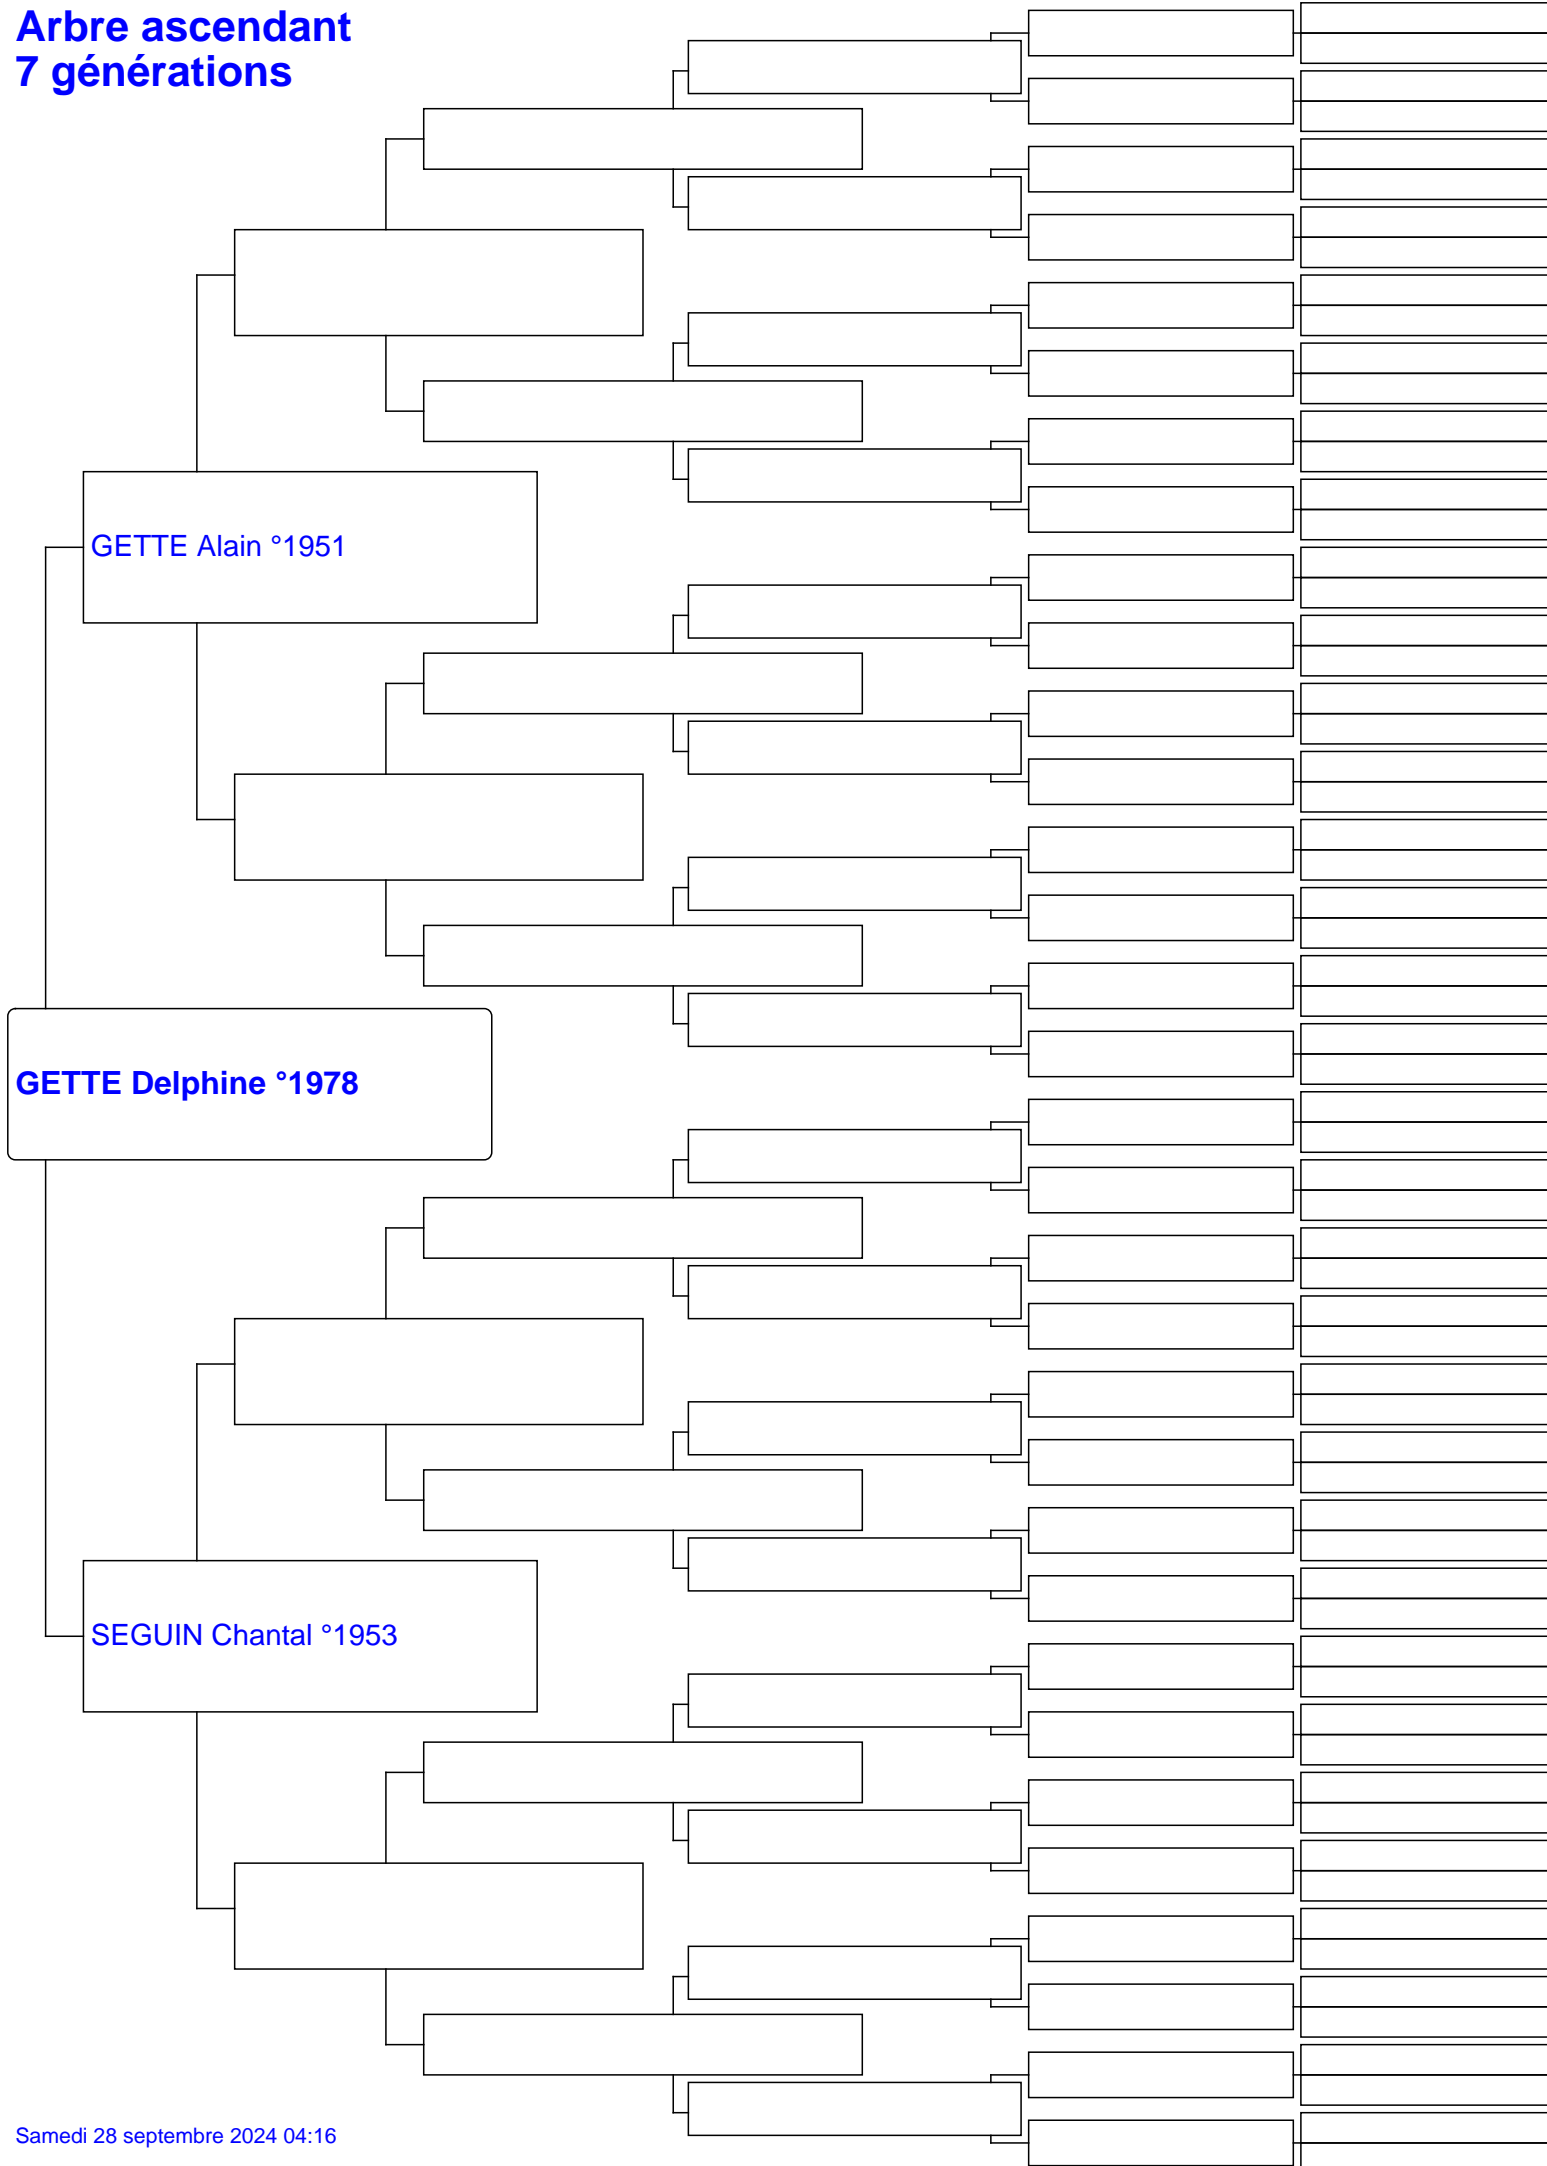 Arbre ascendant
7 générations
GETTE Alain °1951
GETTE Delphine °1978
SEGUIN Chantal °1953
Samedi 28 septembre 2024 04:16